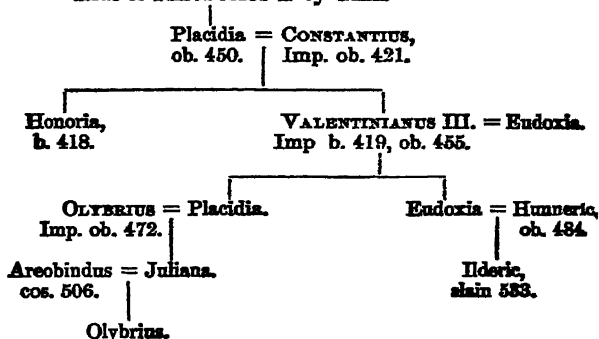 Placidia = CONSTANTIUS,
ob. 450. Imp. ob. 421.
Honoria, VALENTINIANUS III. = Eudoxia.
b. 418. Imp b. 419, ob. 455.
OLYBRIUS = Placidia. Eudoxia = Hunneric,
Imp. ob. 472. ob. 484.
Areobindus = Juliana. Ilderic,
cos. 506. slain 533.
Olybrius.